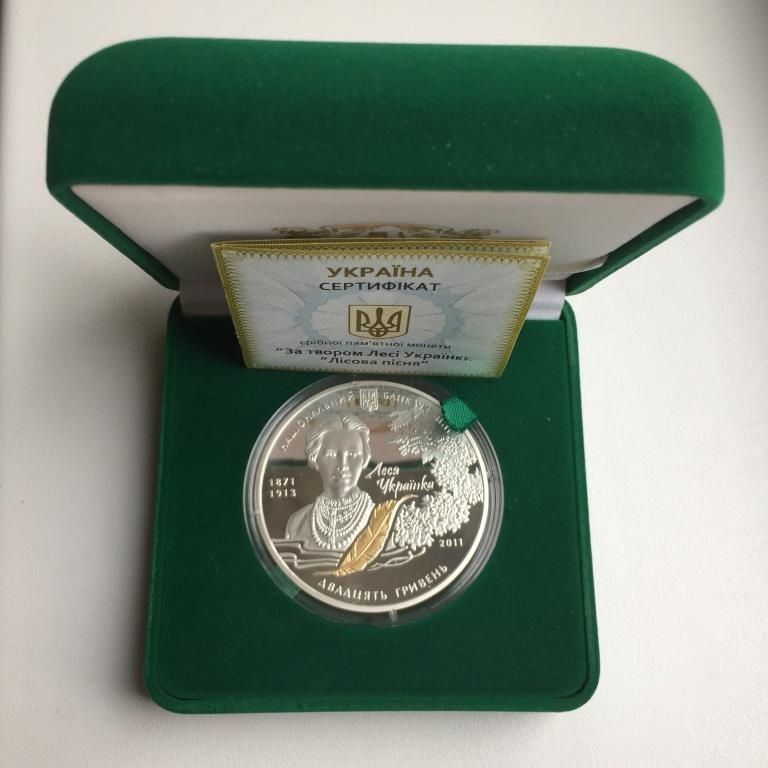 УКРАЇНА
СЕРТИФІКАТ
срібної пам'ятної монети
"За твором Лесі Українки
"Лісова пісня"
НАЦІОНАЛЬНИЙ БАНК
1871
1913
Леся
Українка
2011
ДВАДЦЯТЬ ГРИВЕНЬ